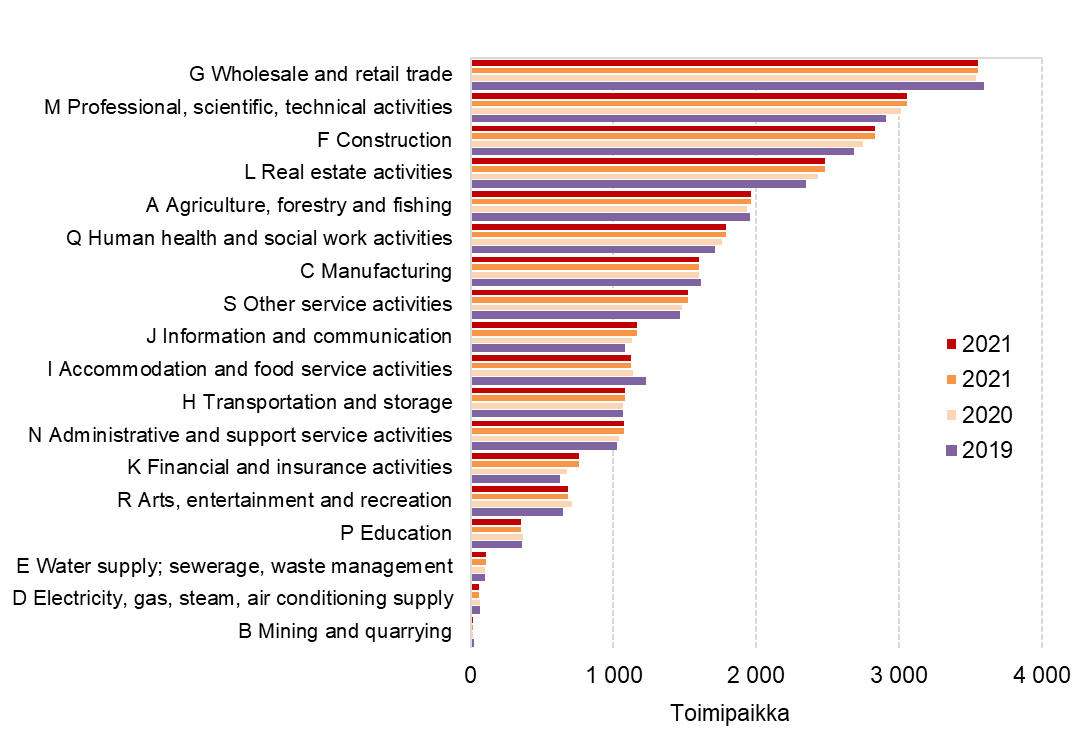 G Wholesale and retail trade
M Professional, scientific, technical activities
F Construction
L Real estate activities
A Agriculture, forestry and fishing
Q Human health and social work activities
C Manufacturing
S Other service activities
J Information and communication
I Accommodation and food service activities
H Transportation and storage
N Administrative and support service activities
K Financial and insurance activities
R Arts, entertainment and recreation
P Education
E Water supply; sewerage, waste management
D Electricity, gas, steam, air conditioning supply
B Mining and quarrying
2021
2021
2020
2019
0 1 000 2 000 3 000 4 000
Toimipaikka